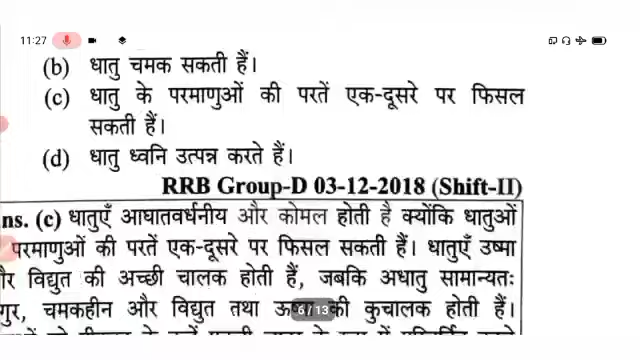 11:27
(b) धातु चमक सकती हैं।
(c) धातु के परमाणुओं की परतें एक-दूसरे पर फिसल
सकती हैं।
(d) धातु ध्वनि उत्पन्न करते हैं।
RRB Group-D 03-12-2018 (Shift-II)
ns. (c) धातुएँ आघातवर्धनीय और कोमल होती है क्योंकि धातुओं
परमाणुओं की परतें एक-दूसरे पर फिसल सकती हैं। धातुएँ उष्मा
और विद्युत की अच्छी चालक होती हैं, जबकि अधातु सामान्यतः
गुर, चमकहीन और विद्युत तथा ऊष्मा की कुचालक होती हैं।
6 / 13